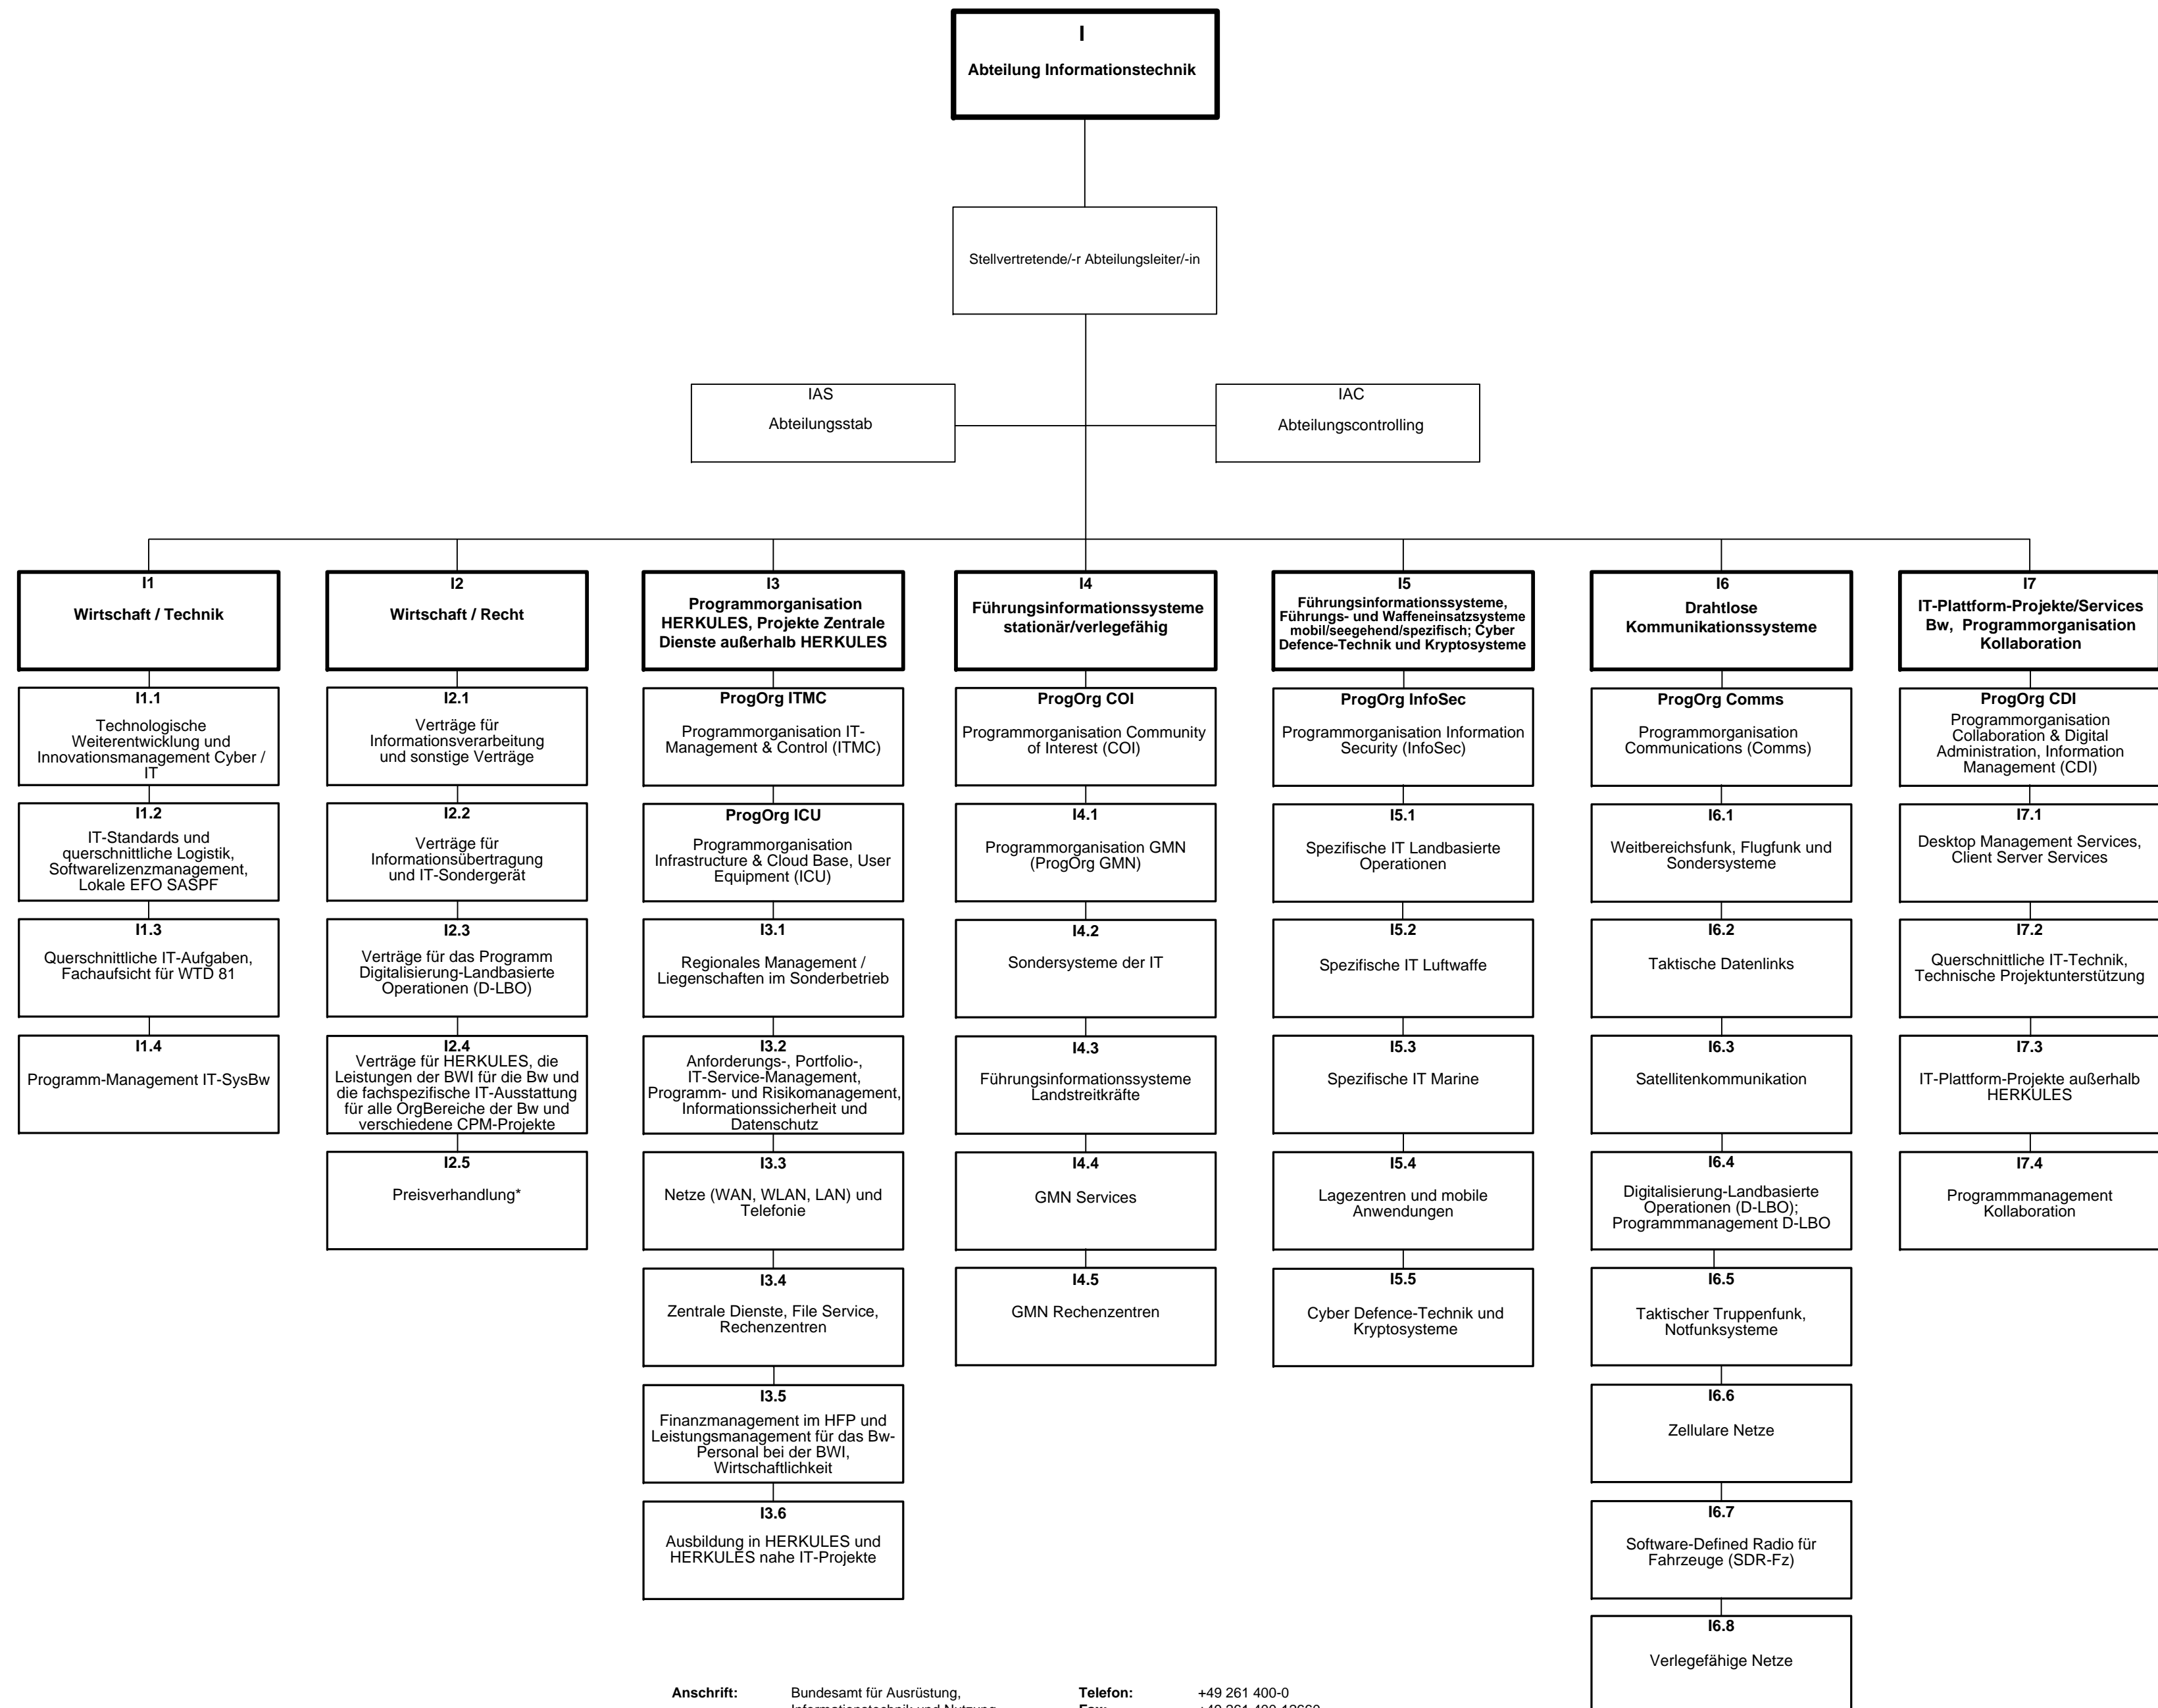 I
Abteilung Informationstechnik
Stellvertretende/-r Abteilungsleiter/-in
IAS
Abteilungsstab
IAC
Abteilungscontrolling
I1
Wirtschaft / Technik
I1.1
Technologische
Weiterentwicklung und
Innovationsmanagement Cyber /
IT
I1.2
IT-Standards und
querschnittliche Logistik,
Softwarelizenzmanagement,
Lokale EFO SASPF
I1.3
Querschnittliche IT-Aufgaben,
Fachaufsicht für WTD 81
I1.4
Programm-Management IT-SysBw
I2
Wirtschaft / Recht
I2.1
Verträge für
Informationsverarbeitung
und sonstige Verträge
I2.2
Verträge für
Informationsübertragung
und IT-Sondergerät
I2.3
Verträge für das Programm
Digitalisierung-Landbasierte
Operationen (D-LBO)
I2.4
Verträge für HERKULES, die
Leistungen der BWI für die Bw und
die fachspezifische IT-Ausstattung
für alle OrgBereiche der Bw und
verschiedene CPM-Projekte
I2.5
Preisverhandlung*
I3
Programmorganisation
HERKULES, Projekte Zentrale
Dienste außerhalb HERKULES
ProgOrg ITMC
Programmorganisation IT-
Management & Control (ITMC)
ProgOrg ICU
Programmorganisation
Infrastructure & Cloud Base, User
Equipment (ICU)
I3.1
Regionales Management /
Liegenschaften im Sonderbetrieb
I3.2
Anforderungs-, Portfolio-,
IT-Service-Management,
Programm- und Risikomanagement,
Informationssicherheit und
Datenschutz
I3.3
Netze (WAN, WLAN, LAN) und
Telefonie
I3.4
Zentrale Dienste, File Service,
Rechenzentren
I3.5
Finanzmanagement im HFP und
Leistungsmanagement für das Bw-
Personal bei der BWI,
Wirtschaftlichkeit
I3.6
Ausbildung in HERKULES und
HERKULES nahe IT-Projekte
I4
Führungsinformationssysteme
stationär/verlegefähig
ProgOrg COI
Programmorganisation Community
of Interest (COI)
I4.1
Programmorganisation GMN
(ProgOrg GMN)
I4.2
Sondersysteme der IT
I4.3
Führungsinformationssysteme
Landstreitkräfte
I4.4
GMN Services
I4.5
GMN Rechenzentren
I5
Führungsinformationssysteme,
Führungs- und Waffeneinsatzsysteme
mobil/seegehend/spezifisch; Cyber
Defence-Technik und Kryptosysteme
ProgOrg InfoSec
Programmorganisation Information
Security (InfoSec)
I5.1
Spezifische IT Landbasierte
Operationen
I5.2
Spezifische IT Luftwaffe
I5.3
Spezifische IT Marine
I5.4
Lagezentren und mobile
Anwendungen
I5.5
Cyber Defence-Technik und
Kryptosysteme
I6
Drahtlose
Kommunikationssysteme
ProgOrg Comms
Programmorganisation
Communications (Comms)
I6.1
Weitbereichsfunk, Flugfunk und
Sondersysteme
I6.2
Taktische Datenlinks
I6.3
Satellitenkommunikation
I6.4
Digitalisierung-Landbasierte
Operationen (D-LBO);
Programmmanagement D-LBO
I6.5
Taktischer Truppenfunk,
Notfunksysteme
I6.6
Zellulare Netze
I6.7
Software-Defined Radio für
Fahrzeuge (SDR-Fz)
I6.8
Verlegefähige Netze
I7
IT-Plattform-Projekte/Services
Bw, Programmorganisation
Kollaboration
ProgOrg CDI
Programmorganisation
Collaboration & Digital
Administration, Information
Management (CDI)
I7.1
Desktop Management Services,
Client Server Services
I7.2
Querschnittliche IT-Technik,
Technische Projektunterstützung
I7.3
IT-Plattform-Projekte außerhalb
HERKULES
I7.4
Programmmanagement
Kollaboration
Anschrift: Bundesamt für Ausrüstung, Telefon: +49 261 400-0